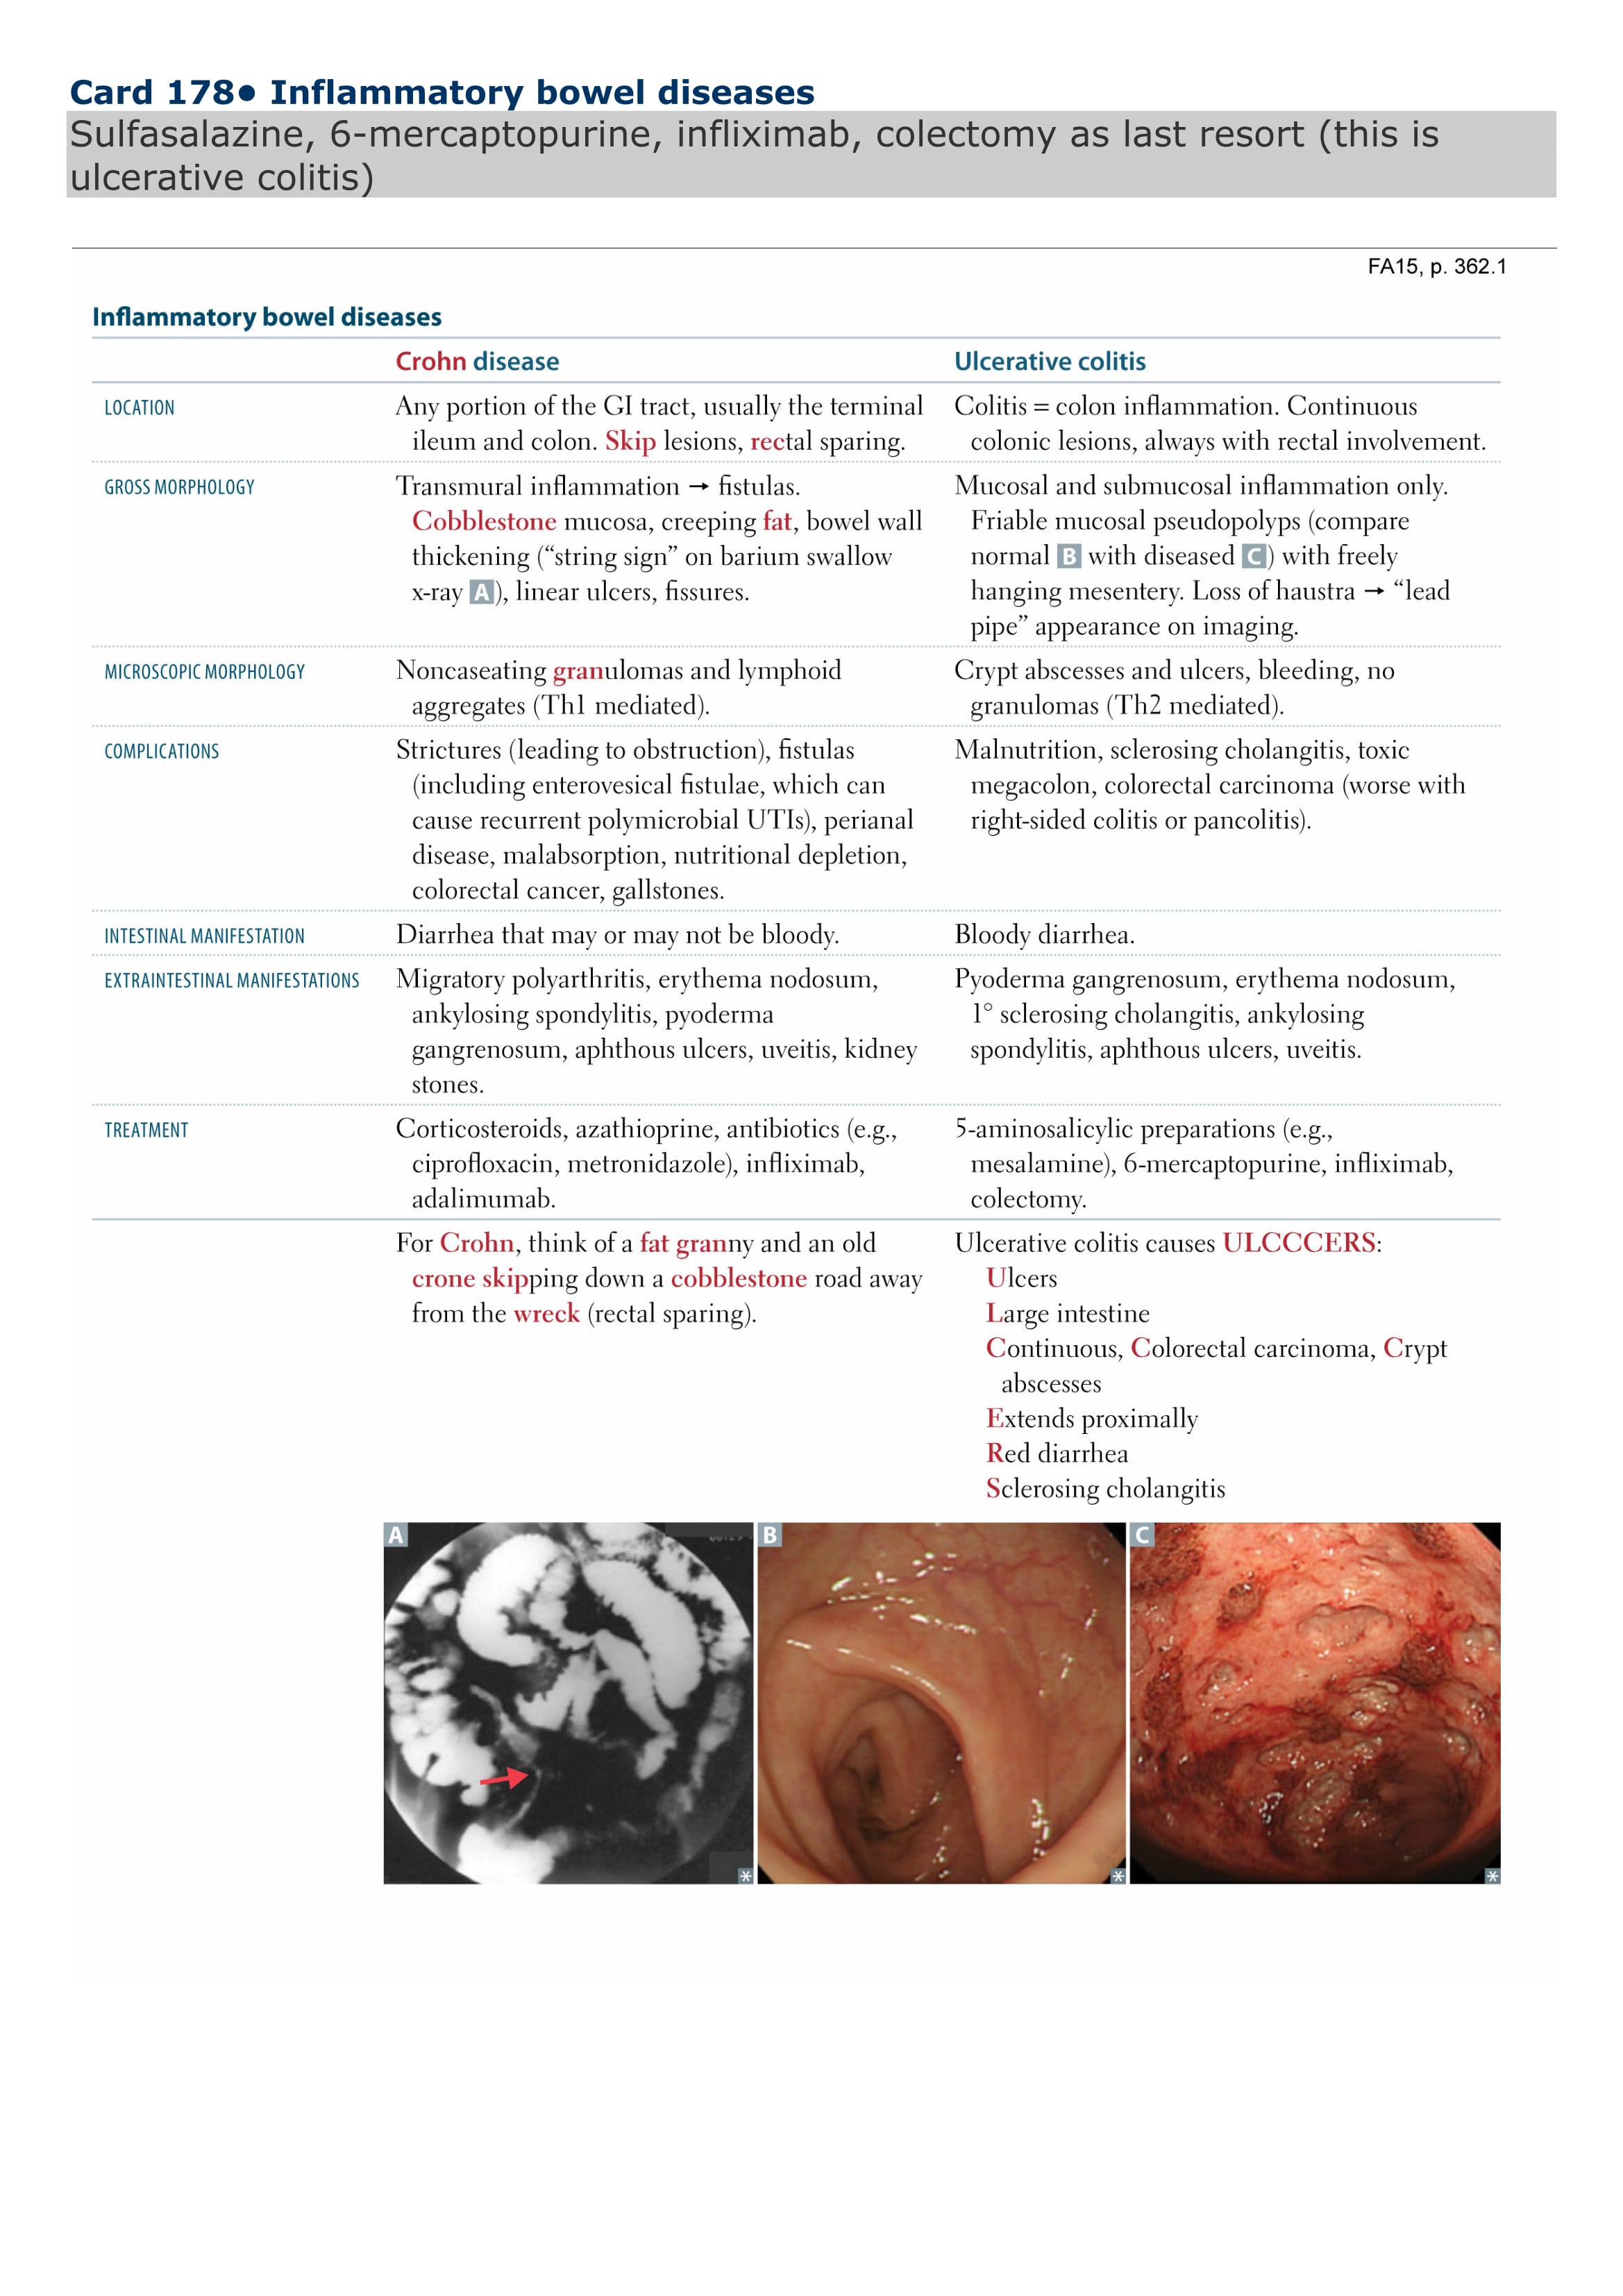 Card 178• Inflammatory bowel diseases
Sulfasalazine, 6-mercaptopurine, infliximab, colectomy as last resort (this is
ulcerative colitis)
FA15, p. 362.1
Inflammatory bowel diseases
Crohn disease
Ulcerative colitis
LOCATION
Any portion of the GI tract, usually the terminal
ileum and colon. Skip lesions, rectal sparing.
Colitis = colon inflammation. Continuous
colonic lesions, always with rectal involvement.
GROSS MORPHOLOGY
Transmural inflammation → fistulas.
Cobblestone mucosa, creeping fat, bowel wall
thickening (“string sign” on barium swallow
x-ray A), linear ulcers, fissures.
Mucosal and submucosal inflammation only.
Friable mucosal pseudopolyps (compare
normal B with diseased C) with freely
hanging mesentery. Loss of haustra → “lead
pipe” appearance on imaging.
MICROSCOPIC MORPHOLOGY
Noncaseating granulomas and lymphoid
aggregates (Th1 mediated).
Crypt abscesses and ulcers, bleeding, no
granulomas (Th2 mediated).
COMPLICATIONS
Strictures (leading to obstruction), fistulas
(including enterovesical fistulae, which can
cause recurrent polymicrobial UTIs), perianal
disease, malabsorption, nutritional depletion,
colorectal cancer, gallstones.
Malnutrition, sclerosing cholangitis, toxic
megacolon, colorectal carcinoma (worse with
right-sided colitis or pancolitis).
INTESTINAL MANIFESTATION
Diarrhea that may or may not be bloody.
Bloody diarrhea.
EXTRAINTESTINAL MANIFESTATIONS
Migratory polyarthritis, erythema nodosum,
ankylosing spondylitis, pyoderma
gangrenosum, aphthous ulcers, uveitis, kidney
stones.
Pyoderma gangrenosum, erythema nodosum,
1° sclerosing cholangitis, ankylosing
spondylitis, aphthous ulcers, uveitis.
TREATMENT
Corticosteroids, azathioprine, antibiotics (e.g.,
ciprofloxacin, metronidazole), infliximab,
adalimumab.
5-aminosalicylic preparations (e.g.,
mesalamine), 6-mercaptopurine, infliximab,
colectomy.
For Crohn, think of a fat granny and an old
crone skipping down a cobblestone road away
from the wreck (rectal sparing).
Ulcerative colitis causes ULCCCERS:
Ulcers
Large intestine
Continuous, Colorectal carcinoma, Crypt
abscesses
Extends proximally
Red diarrhea
Sclerosing cholangitis
A
B
C
*
*
*